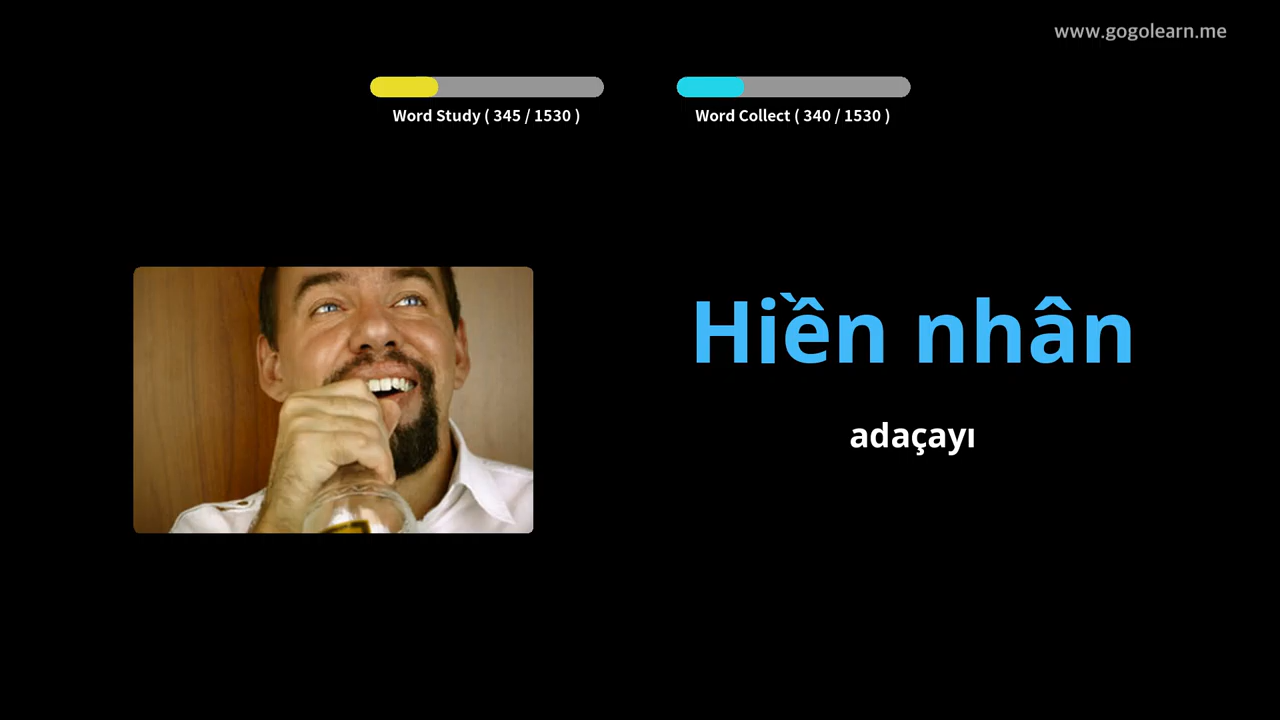 www.gogolearn.me
Word Study ( 345 / 1530 )
Word Collect ( 340 / 1530 )
Hiền nhân
adaçayı